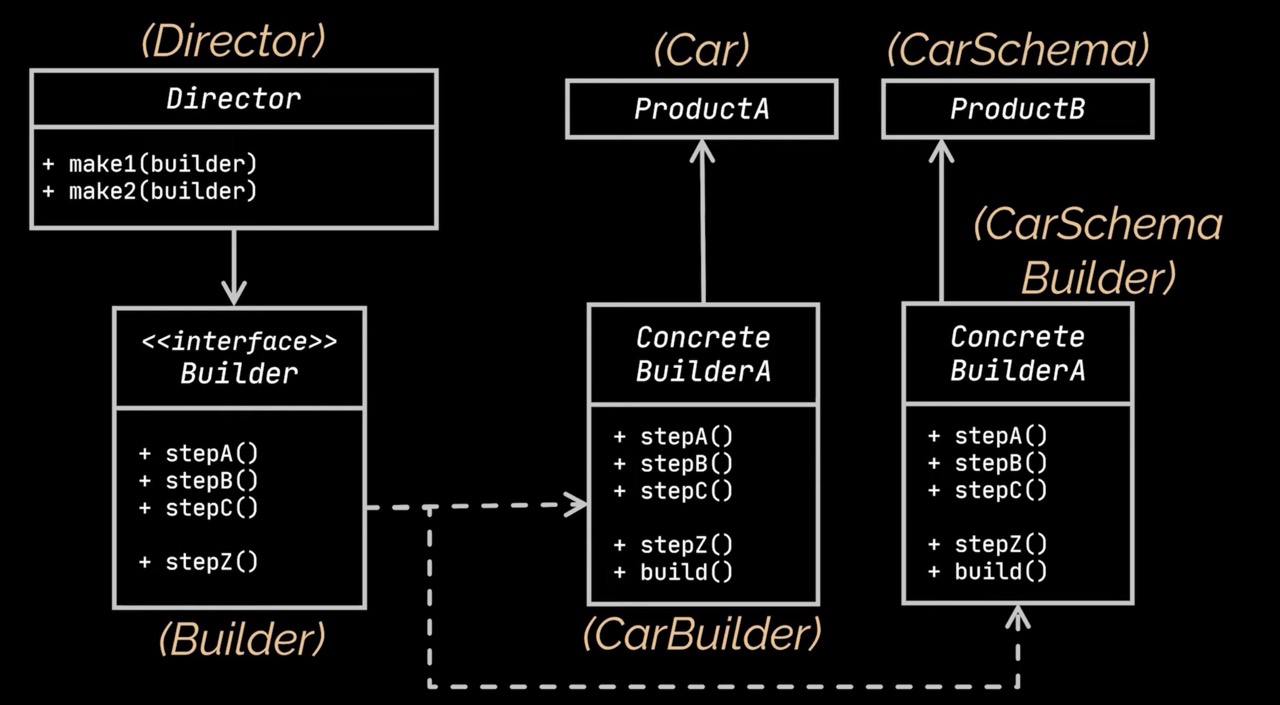 (Director)
Director
+ make1(builder)
+ make2(builder)
<<interface>>
Builder
+ stepA()
+ stepB()
+ stepC()
+ stepZ()
(Builder)
(Car)
ProductA
Concrete
BuilderA
+ stepA()
+ stepB()
+ stepC()
+ stepZ()
+ build()
(CarBuilder)
(CarSchema)
ProductB
(CarSchema
Builder)
Concrete
BuilderA
+ stepA()
+ stepB()
+ stepC()
+ stepZ()
+ build()